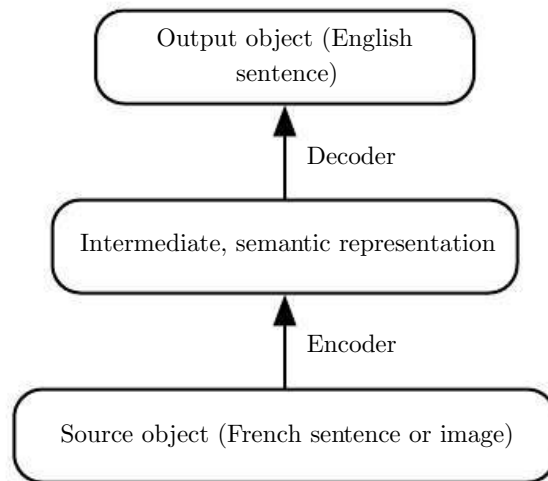 Output object (English
sentence)
Decoder
Intermediate, semantic representation
Encoder
Source object (French sentence or image)